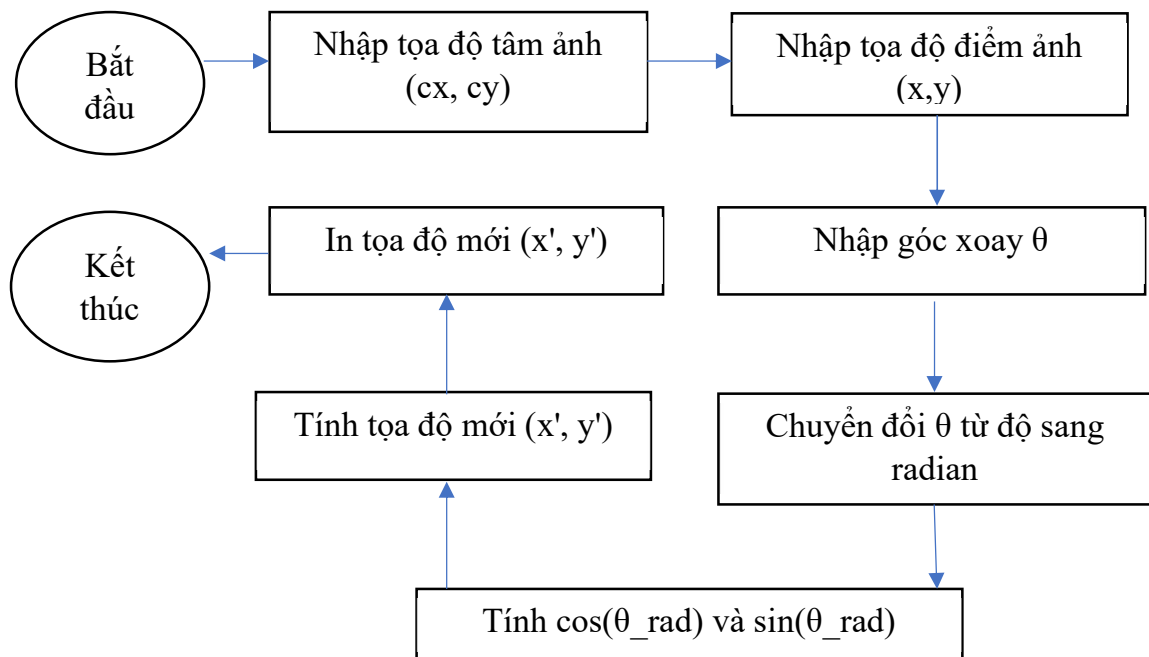 Bắt
đầu
Nhập tọa độ tâm ảnh
(cx, cy)
Nhập tọa độ điểm ảnh
(x,y)
Nhập góc xoay θ
Chuyển đổi θ từ độ sang
radian
Tính cos(θ_rad) và sin(θ_rad)
Tính tọa độ mới (x', y')
In tọa độ mới (x', y')
Kết
thúc